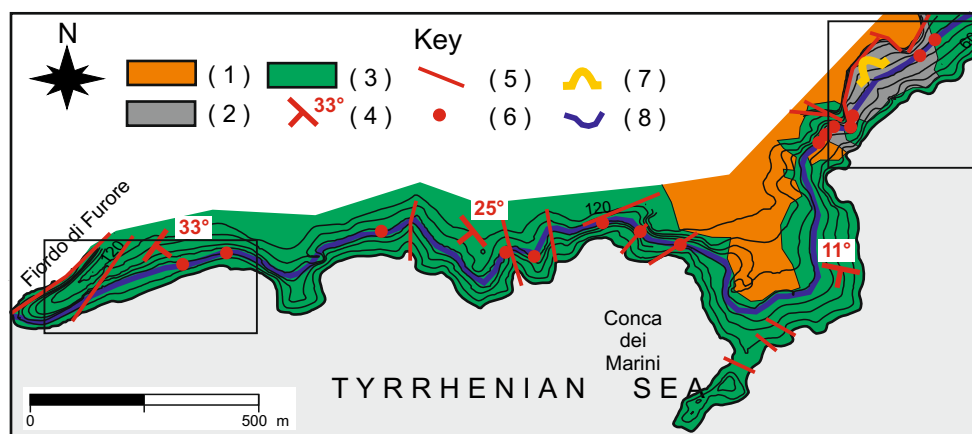 N
Key
( 1 ) ( 3 ) ( 5 ) ( 7 )
( 2 ) 33° ( 4 ) ( 6 ) ( 8 )
Fiordo di Furore
120
33°
25°
120
11°
Conca
dei
Marini
TYRRHENIAN SEA
0 500 m